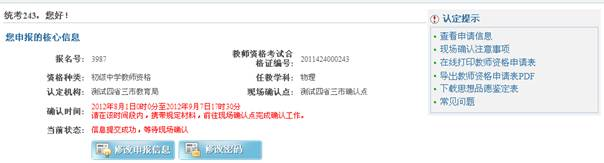 统考243，您好！
您申报的核心信息
报名号： 3987
教师资格考试合格证编号： 2011424000243
资格种类： 初级中学教师资格
任教学科： 物理
认定机构： 测试四省三市教育局
现场确认点： 测试四省三市确认点
确认时间： 2012年8月1日0时0分至2012年9月7日17时30分
请在该时间段内，携带规定材料，前往现场确认点完成确认工作。
当前状态： 信息提交成功，等待现场确认
修改申报信息
修改密码
认定提示
查看申请信息
现场确认注意事项
在线打印教师资格申请表
导出教师资格申请表PDF
下载思想品德鉴定表
常见问题